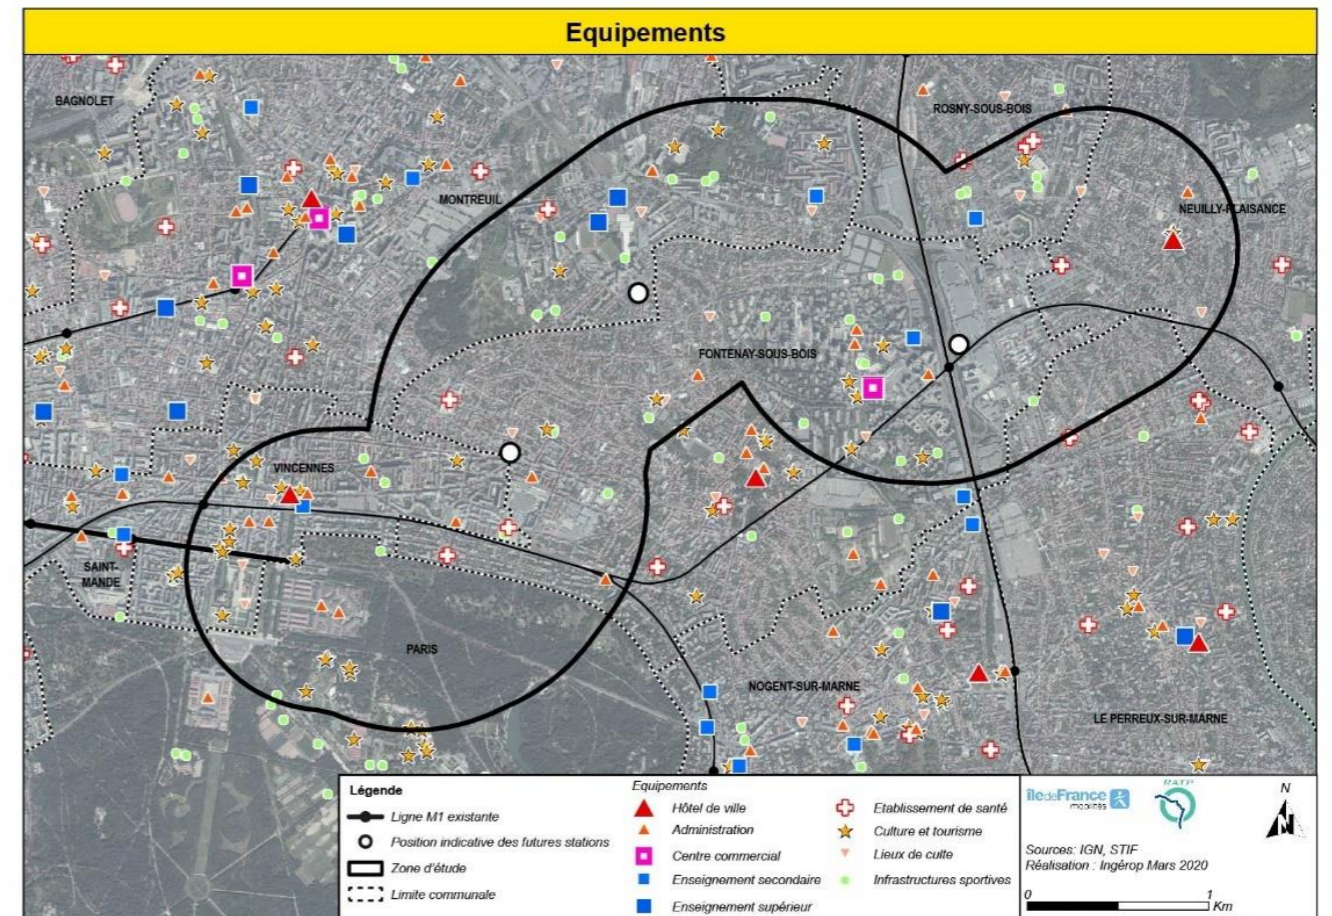 Equipements
BAGNOLET
ROSNY-SOUS-BOIS
MONTREUIL
NEUILLY-PLAISANCE
FONTENAY-SOUS-BOIS
VINCENNES
SAINT-
MANDE
PARIS
NOGENT-SUR-MARNE
LE PERREUX-SUR-MARNE
Légende
Ligne M1 existante
Position indicative des futures stations
Zone d'étude
Limite communale
Equipements
Hôtel de ville
Administration
Centre commercial
Enseignement secondaire
Enseignement supérieur
Etablissement de santé
Culture et tourisme
Lieux de culte
Infrastructures sportives
îledeFrance
mobilités
RATP
N
N
Sources: IGN, STIF
Réalisation : Ingérop Mars 2020
0 1
Km